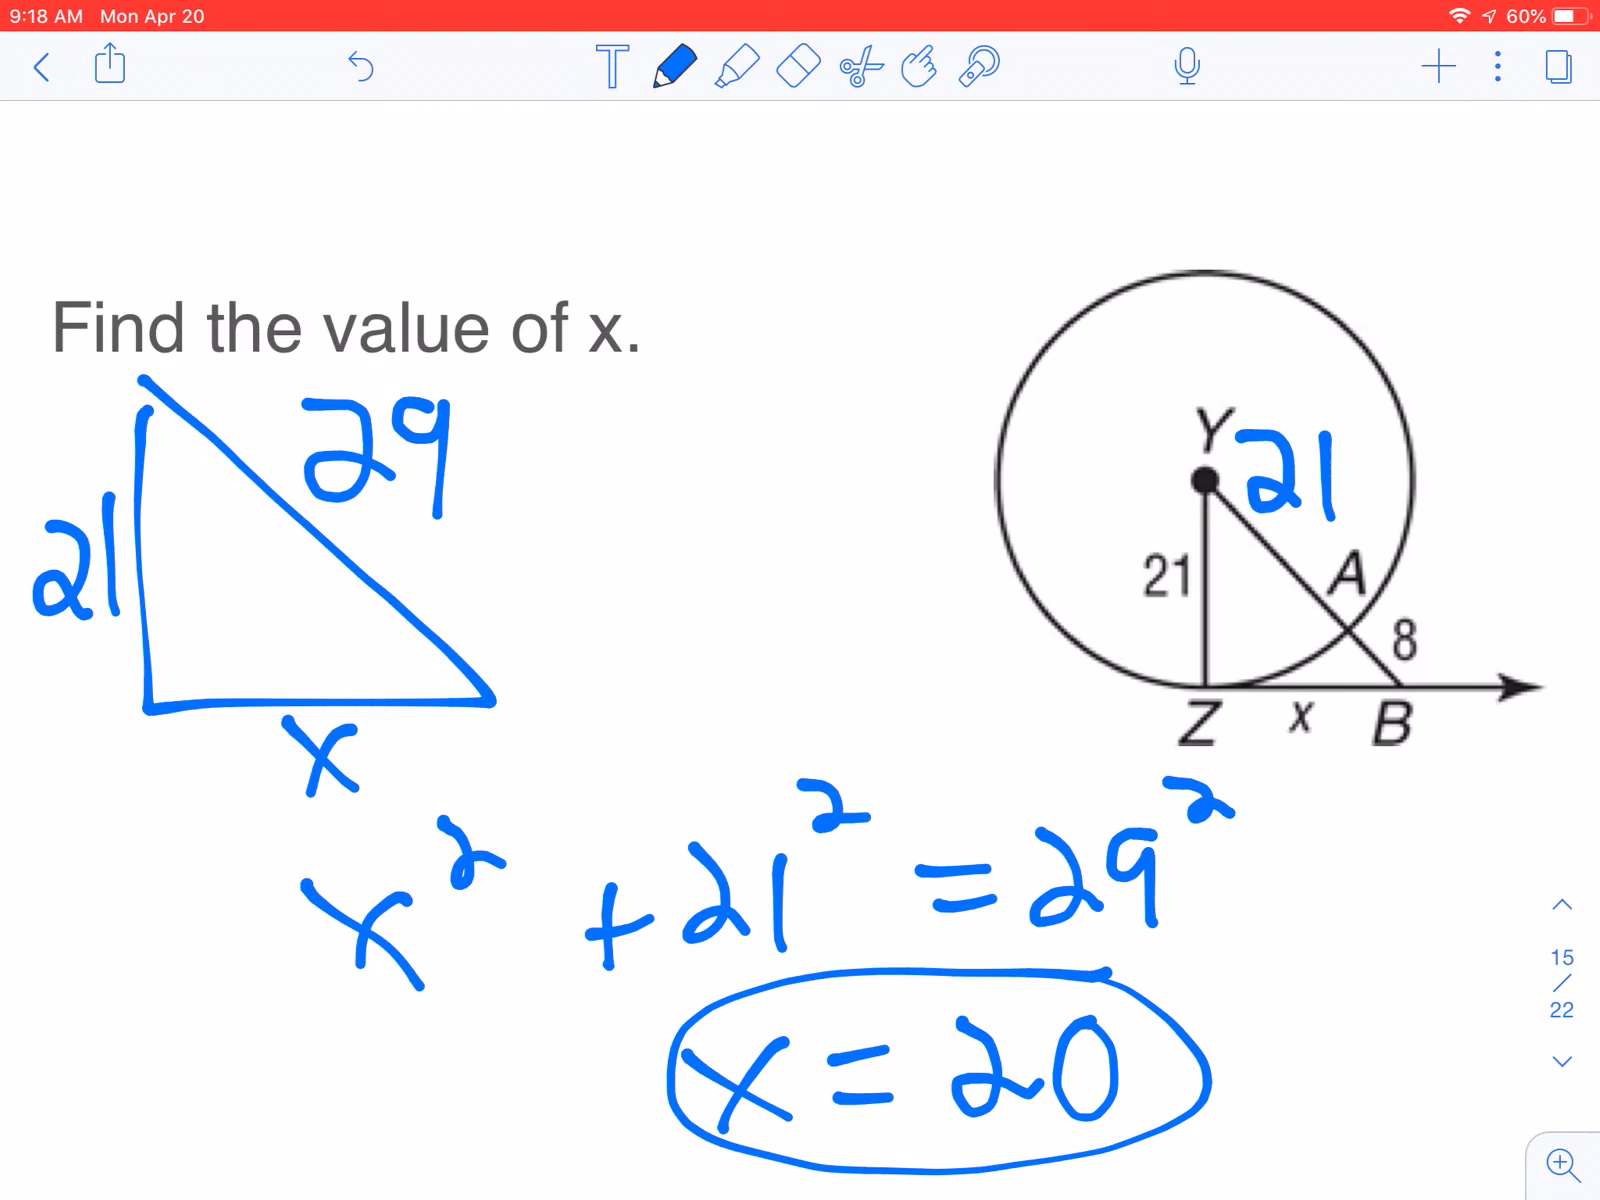 9:18 AM Mon Apr 20
60%
T
Find the value of x.
29
21
x
Y
21
21
A
8
Z x B
x² + 21² = 29²
x = 20
15
/
22